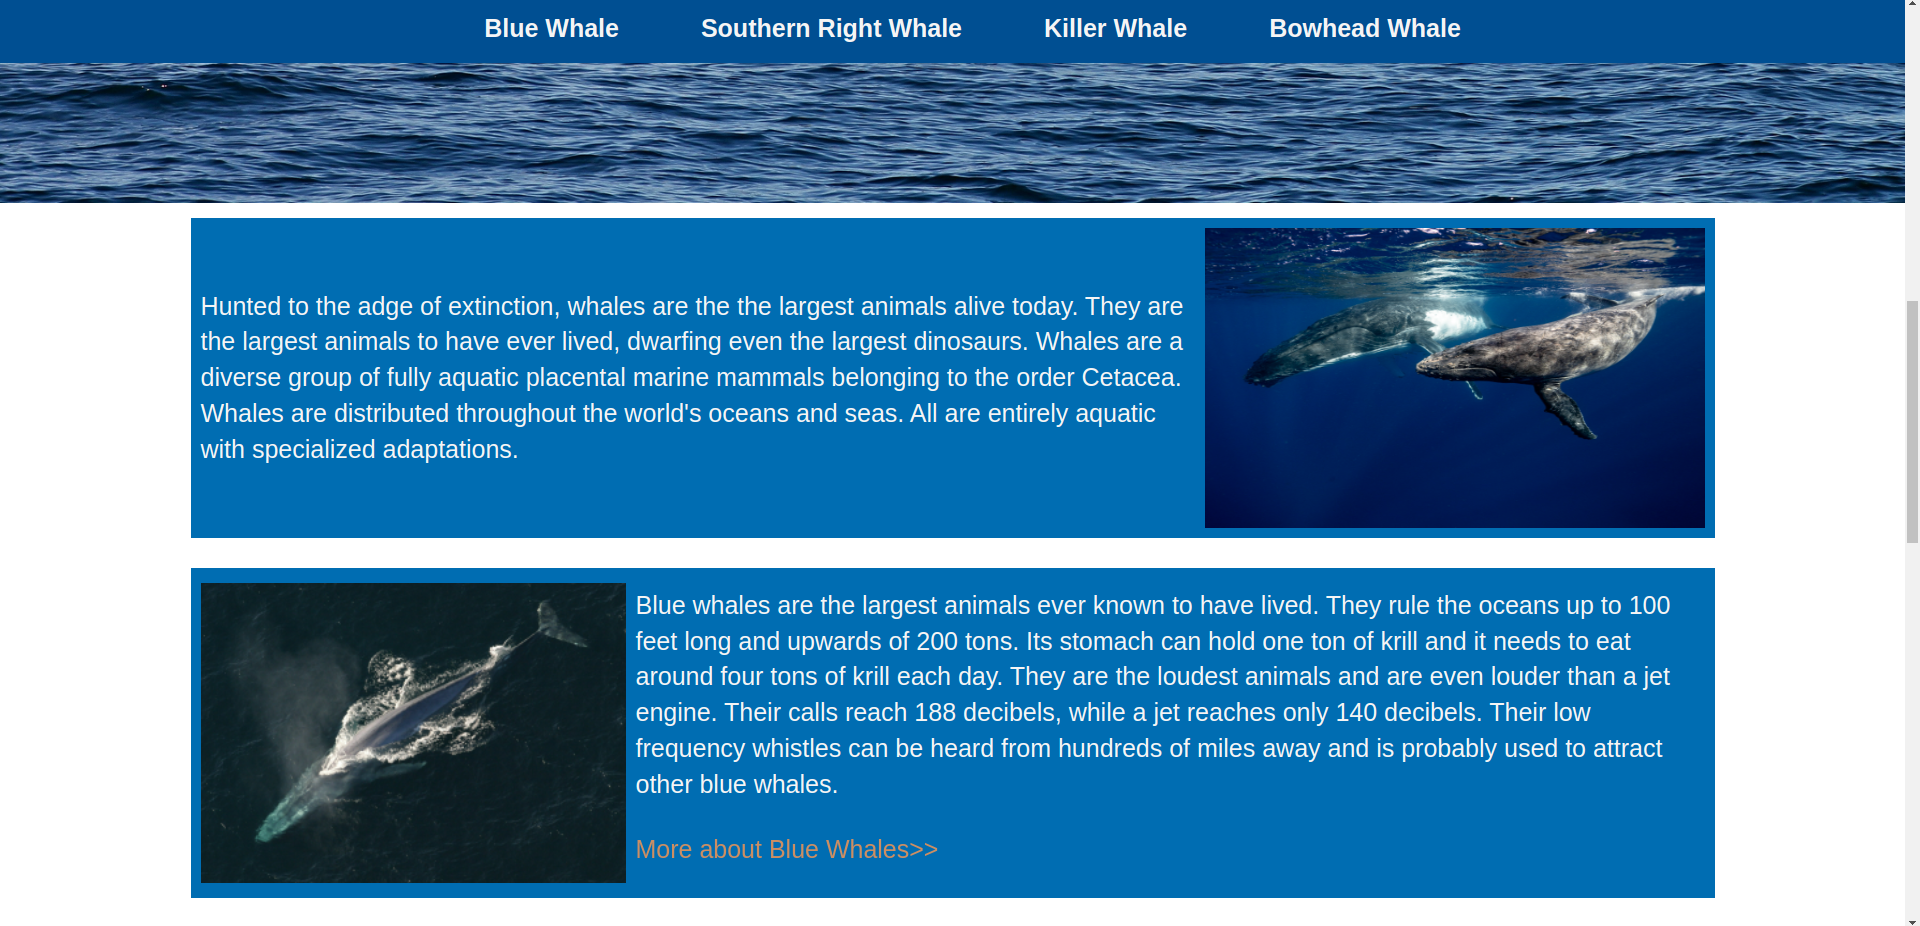 Blue Whale Southern Right Whale Killer Whale Bowhead Whale
Hunted to the adge of extinction, whales are the the largest animals alive today. They are
the largest animals to have ever lived, dwarfing even the largest dinosaurs. Whales are a
diverse group of fully aquatic placental marine mammals belonging to the order Cetacea.
Whales are distributed throughout the world's oceans and seas. All are entirely aquatic
with specialized adaptations.
Blue whales are the largest animals ever known to have lived. They rule the oceans up to 100
feet long and upwards of 200 tons. Its stomach can hold one ton of krill and it needs to eat
around four tons of krill each day. They are the loudest animals and are even louder than a jet
engine. Their calls reach 188 decibels, while a jet reaches only 140 decibels. Their low
frequency whistles can be heard from hundreds of miles away and is probably used to attract
other blue whales.
More about Blue Whales>>